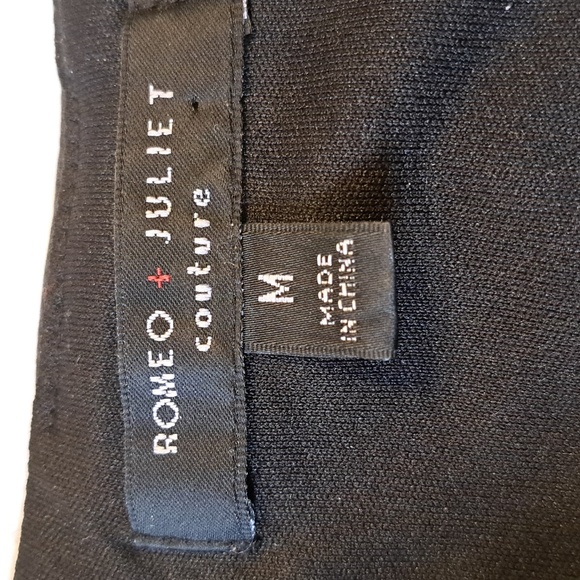 ROMEO + JULIET
couture
M
MADE
IN CHINA